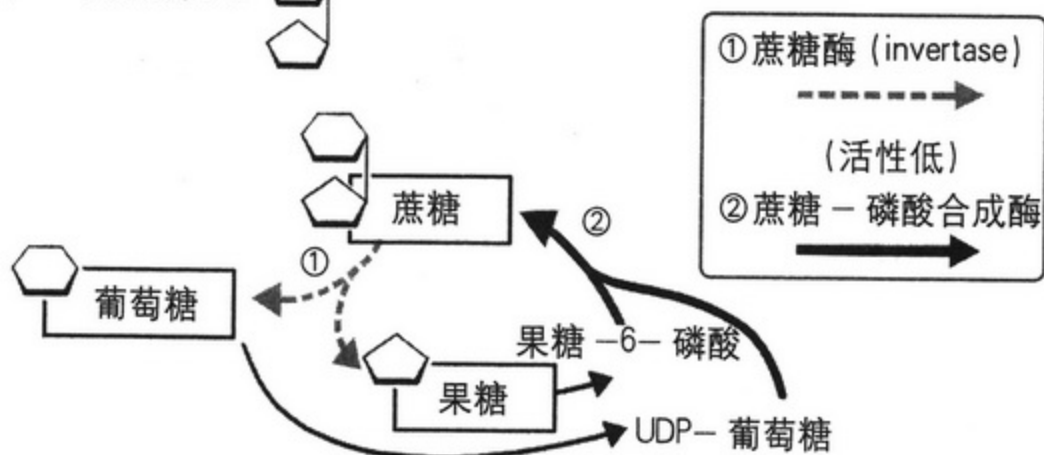 ①蔗糖酶 (invertase)
(活性低)
②蔗糖 - 磷酸合成酶
蔗糖
②
①
葡萄糖
果糖 -6- 磷酸
果糖
UDP- 葡萄糖